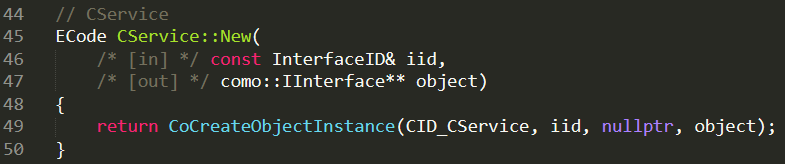 44 // CService
45 ECode CService::New(
46     /* [in] */ const InterfaceID& iid,
47     /* [out] */ como::IInterface** object)
48 {
49     return CoCreateObjectInstance(CID_CService, iid, nullptr, object);
50 }